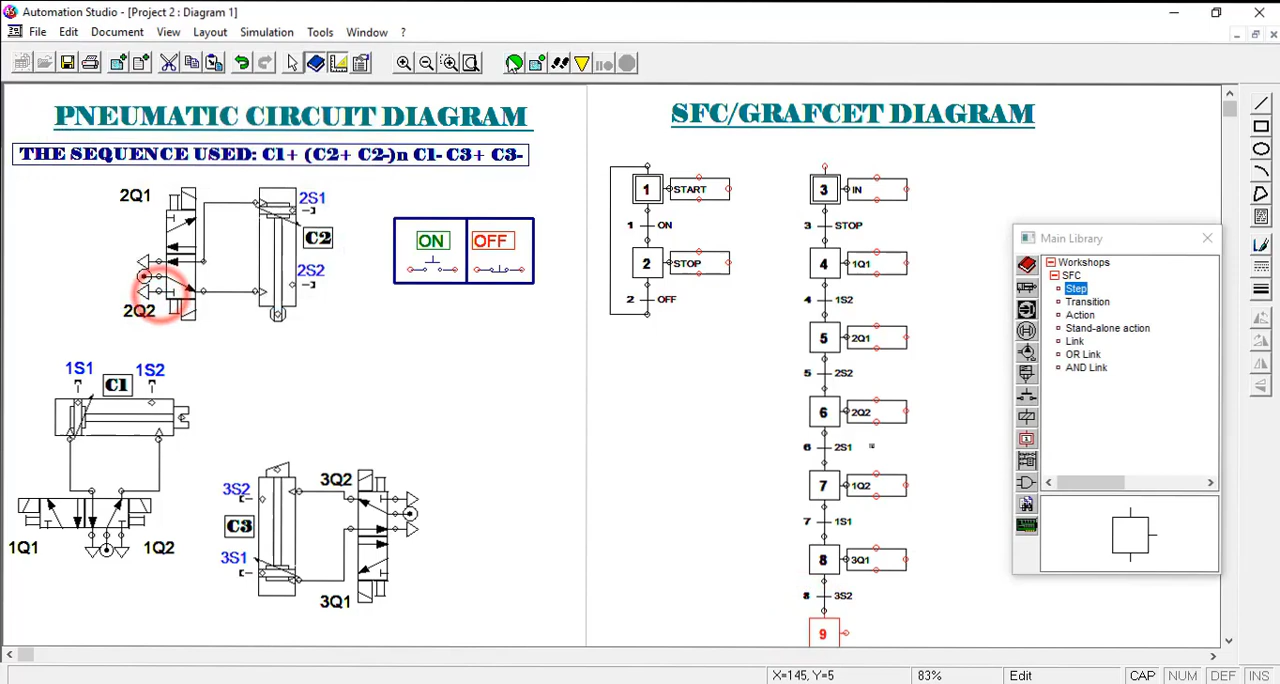 Automation Studio - [Project 2 : Diagram 1]
File Edit Document View Layout Simulation Tools Window ?
PNEUMATIC CIRCUIT DIAGRAM
THE SEQUENCE USED: C1+ (C2+ C2-)n C1- C3+ C3-
2Q1
2S1
C2
2S2
2Q2
ON OFF
1S1 C1 1S2
1Q1 1Q2
3S2 3Q2
C3
3S1
3Q1
SFC/GRAFCET DIAGRAM
1 START
1 ON
2 STOP
2 OFF
3 IN
3 STOP
4 1Q1
4 1S2
5 2Q1
5 2S2
6 2Q2
6 2S1
7 1Q2
7 1S1
8 3Q1
8 3S2
9
Main Library
Workshops
SFC
Step
Transition
Action
Stand-alone action
Link
OR Link
AND Link
X=145, Y=5 83% Edit CAP NUM DEF INS